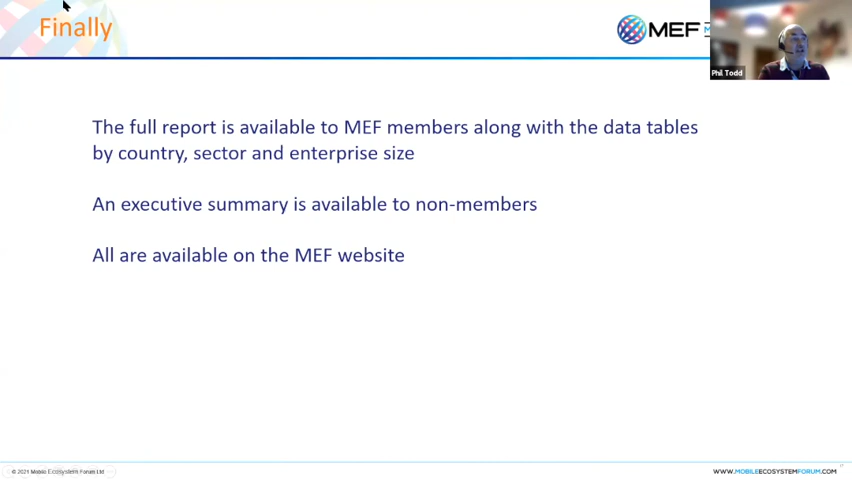 Finally
MEF
Phil Todd
The full report is available to MEF members along with the data tables
by country, sector and enterprise size
An executive summary is available to non-members
All are available on the MEF website
© 2021 Mobile Ecosystem Forum Ltd
WWW.MOBILEECOSYSTEMFORUM.COM